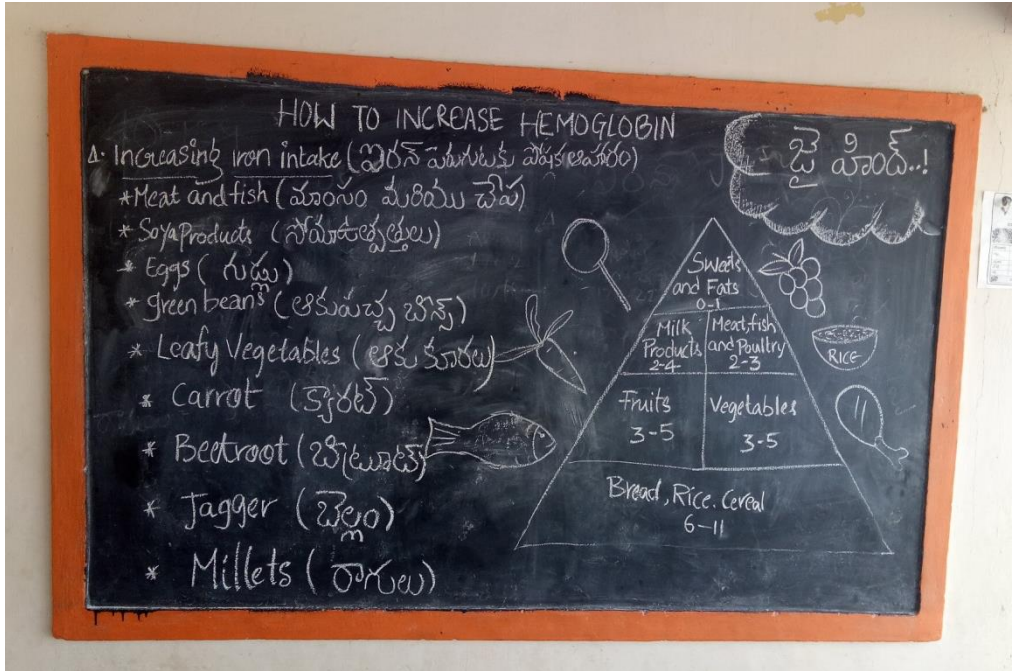 HOW TO INCREASE HEMOGLOBIN
1. Increasing iron intake (ఐరన్ పెరుగుటకు పోషకఆహారం)
*Meat and fish (మాంసం మరియు చేప)
* Soya Products (సోయాఉత్పత్తులు)
* Eggs (గుడ్లు)
* green beans (ఆకుపచ్చ బీన్స్)
* Leafy Vegetables (ఆకు కూరలు)
* Carrot (క్యారట్)
* Beetroot (బీట్రూట్)
* Jagger (బెల్లం)
* Millets (రాగులు)
జై హింద్..!
Sweets
and Fats
0-1
Milk
Products
2-4
Meat, fish
and Poultry
2-3
Fruits
3-5
Vegetables
3-5
Bread, Rice, Cereal
6-11
RICE